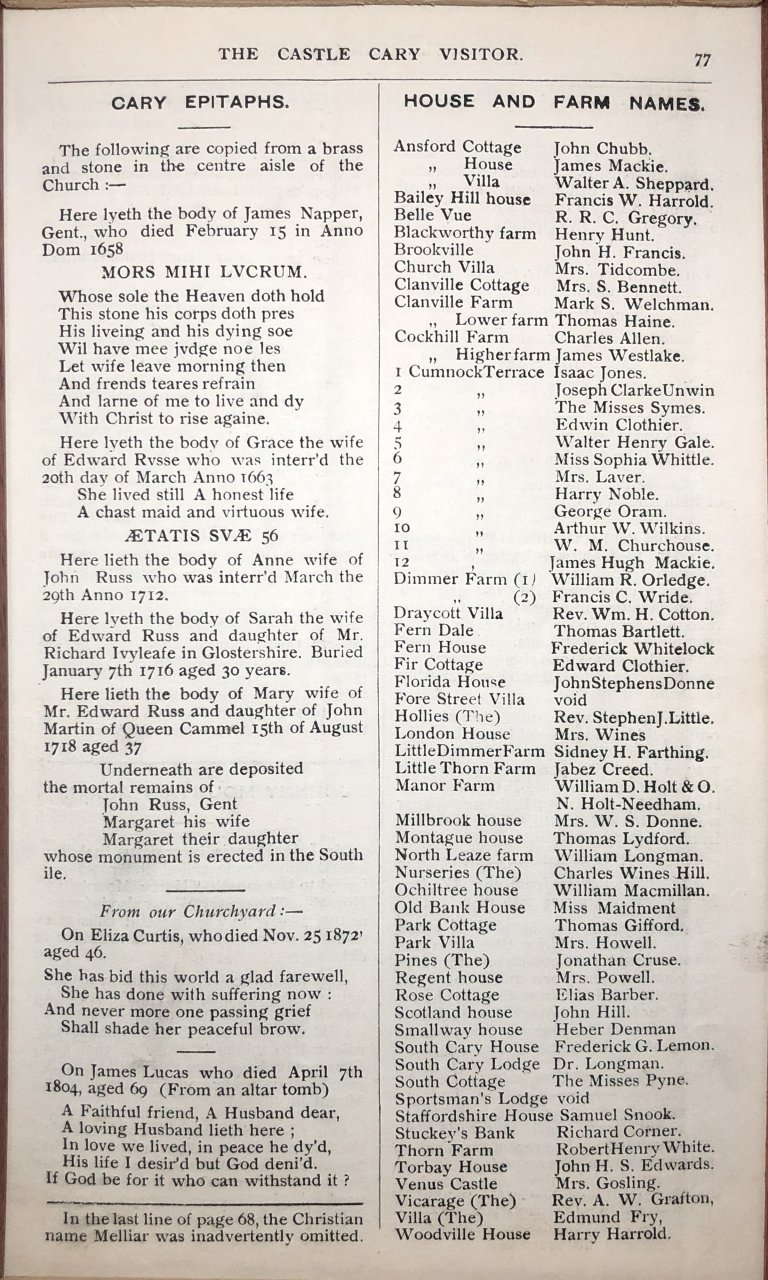 THE CASTLE CARY VISITOR.
77
CARY EPITAPHS.
The following are copied from a brass
and stone in the centre aisle of the
Church :—
Here lyeth the body of James Napper,
Gent., who died February 15 in Anno
Dom 1658
MORS MIHI LVCRUM.
Whose sole the Heaven doth hold
This stone his corps doth pres
His liveing and his dying soe
Wil have mee jvdge noe les
Let wife leave morning then
And frends teares refrain
And larne of me to live and dy
With Christ to rise againe.
Here lyeth the body of Grace the wife
of Edward Rvsse who was interr'd the
20th day of March Anno 1663
She lived still A honest life
A chast maid and virtuous wife.
ÆTATIS SVÆ 56
Here lieth the body of Anne wife of
John Russ who was interr'd March the
29th Anno 1712.
Here lyeth the body of Sarah the wife
of Edward Russ and daughter of Mr.
Richard Ivyleafe in Glostershire. Buried
January 7th 1716 aged 30 years.
Here lieth the body of Mary wife of
Mr. Edward Russ and daughter of John
Martin of Queen Cammel 15th of August
1718 aged 37
Underneath are deposited
the mortal remains of
John Russ, Gent
Margaret his wife
Margaret their daughter
whose monument is erected in the South
ile.
From our Churchyard :—
On Eliza Curtis, who died Nov. 25 1872'
aged 46.
She has bid this world a glad farewell,
She has done with suffering now :
And never more one passing grief
Shall shade her peaceful brow.
On James Lucas who died April 7th
1804, aged 69 (From an altar tomb)
A Faithful friend, A Husband dear,
A loving Husband lieth here ;
In love we lived, in peace he dy'd,
His life I desir'd but God deni'd.
If God be for it who can withstand it ?
In the last line of page 68, the Christian
name Melliar was inadvertently omitted.
HOUSE AND FARM NAMES.
Ansford Cottage John Chubb.
„ House James Mackie.
„ Villa Walter A. Sheppard.
Bailey Hill house Francis W. Harrold.
Belle Vue R. R. C. Gregory.
Blackworthy farm Henry Hunt.
Brookville John H. Francis.
Church Villa Mrs. Tidcombe.
Clanville Cottage Mrs. S. Bennett.
Clanville Farm Mark S. Welchman.
„ Lower farm Thomas Haine.
Cockhill Farm Charles Allen.
„ Higher farm James Westlake.
1 Cumnock Terrace Isaac Jones.
2 „ Joseph Clarke Unwin
3 „ The Misses Symes.
4 „ Edwin Clothier.
5 „ Walter Henry Gale.
6 „ Miss Sophia Whittle.
7 „ Mrs. Laver.
8 „ Harry Noble.
9 „ George Oram.
10 „ Arthur W. Wilkins.
11 „ W. M. Churchouse.
12 , James Hugh Mackie.
Dimmer Farm (1) William R. Orledge.
„ (2) Francis C. Wride.
Draycott Villa Rev. Wm. H. Cotton.
Fern Dale Thomas Bartlett.
Fern House Frederick Whitelock
Fir Cottage Edward Clothier.
Florida House John Stephens Donne
Fore Street Villa void
Hollies (The) Rev. Stephen J. Little.
London House Mrs. Wines
Little Dimmer Farm Sidney H. Farthing.
Little Thorn Farm Jabez Creed.
Manor Farm William D. Holt & O.
N. Holt-Needham.
Millbrook house Mrs. W. S. Donne.
Montague house Thomas Lydford.
North Leaze farm William Longman.
Nurseries (The) Charles Wines Hill.
Ochiltree house William Macmillan.
Old Bank House Miss Maidment
Park Cottage Thomas Gifford.
Park Villa Mrs. Howell.
Pines (The) Jonathan Cruse.
Regent house Mrs. Powell.
Rose Cottage Elias Barber.
Scotland house John Hill.
Smallway house Heber Denman
South Cary House Frederick G. Lemon.
South Cary Lodge Dr. Longman.
South Cottage The Misses Pyne.
Sportsman's Lodge void
Staffordshire House Samuel Snook.
Stuckey's Bank Richard Corner.
Thorn Farm Robert Henry White.
Torbay House John H. S. Edwards.
Venus Castle Mrs. Gosling.
Vicarage (The) Rev. A. W. Grafton,
Villa (The) Edmund Fry,
Woodville House Harry Harrold.